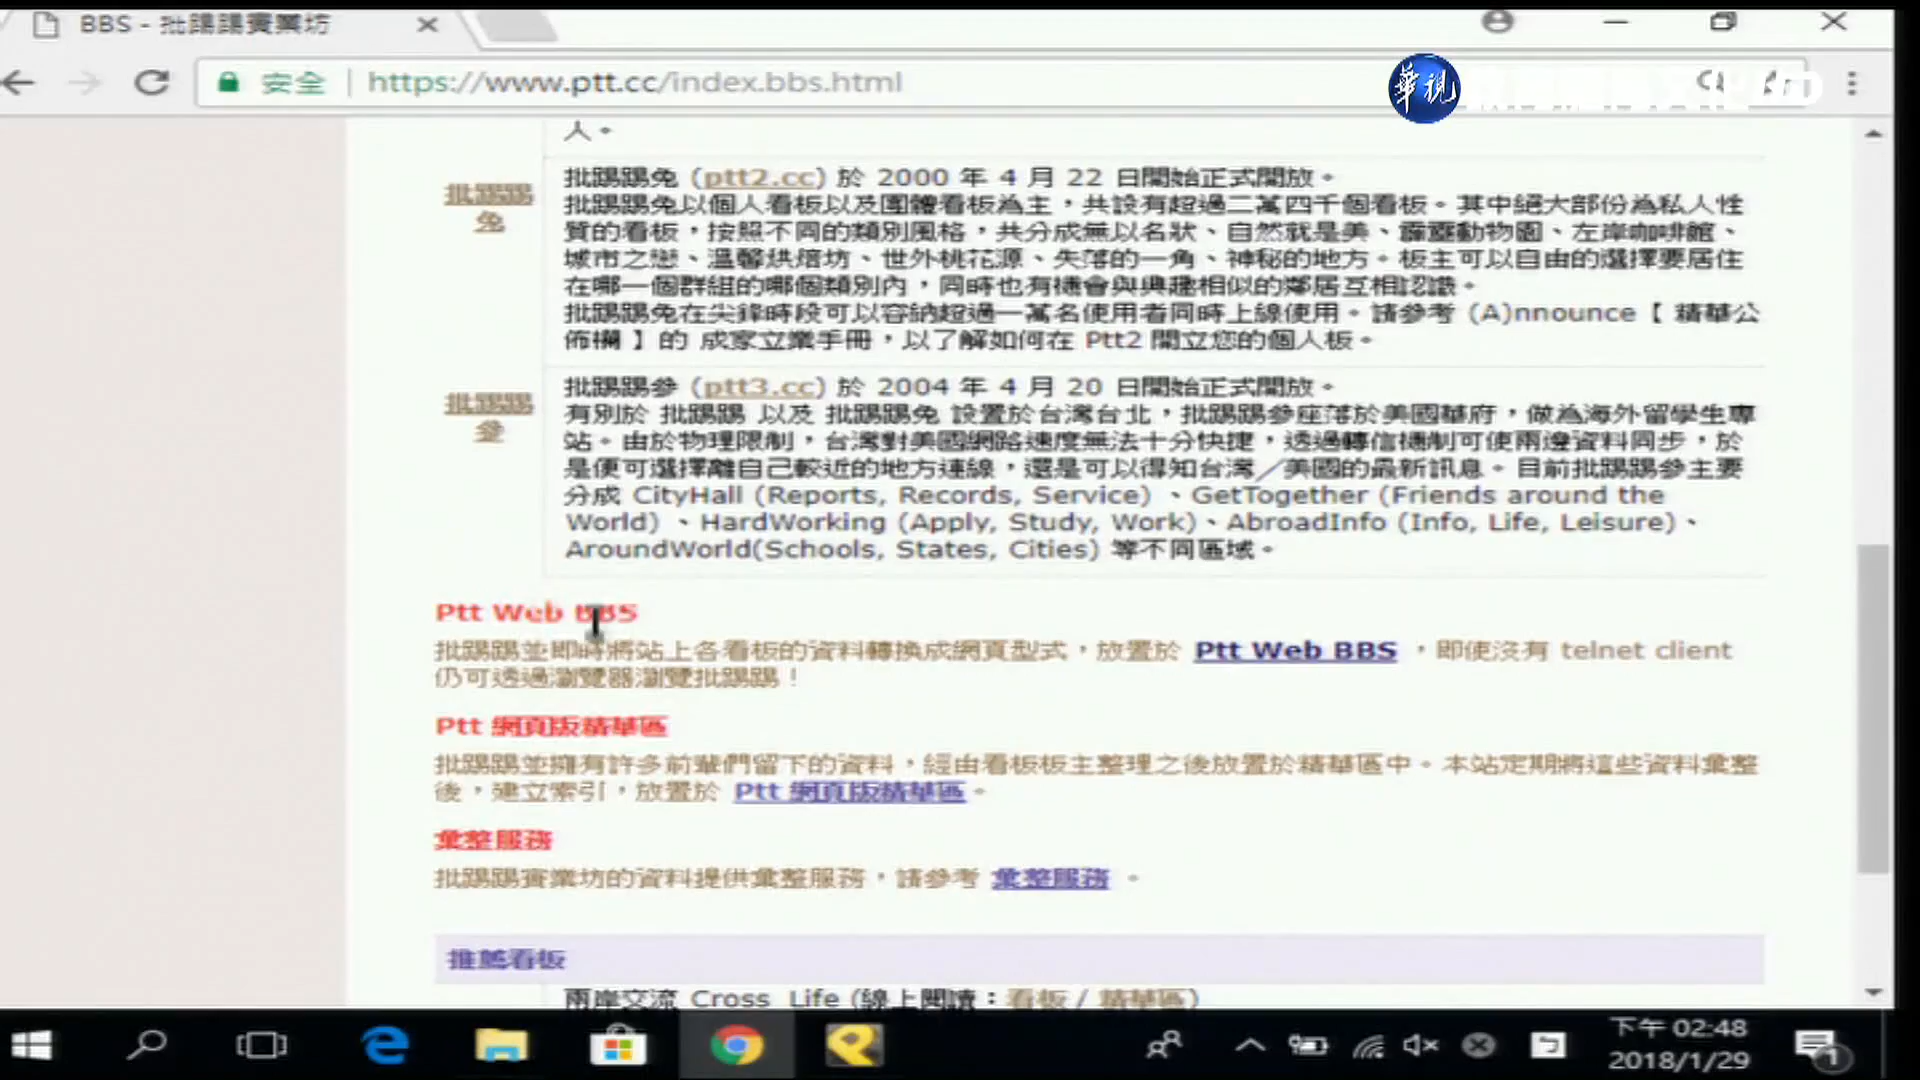 BBS - 批踢踢實業坊
安全 | https://www.ptt.cc/index.bbs.html
華視
人。
批踢踢兔
批踢踢兔 (ptt2.cc) 於 2000 年 4 月 22 日開始正式開放。
批踢踢兔以個人看板以及團體看板為主，共設有超過二萬四千個看板。其中絕大部份為私人性
質的看板，按照不同的類別風格，共分成無以名狀、自然就是美、霹靂動物園、左岸咖啡館、
城市之戀、溫馨烘焙坊、世外桃花源、失落的一角、神秘的地方。板主可以自由的選擇要居住
在哪一個群組的哪個類別內，同時也有機會與興趣相似的鄰居互相認識。
批踢踢兔在尖鋒時段可以容納超過一萬名使用者同時上線使用。請參考 (A)nnounce【 精華公
佈欄 】的 成家立業手冊，以了解如何在 Ptt2 開立您的個人板。
批踢踢參
批踢踢參 (ptt3.cc) 於 2004 年 4 月 20 日開始正式開放。
有別於 批踢踢 以及 批踢踢兔 設置於台灣台北，批踢踢參座落於美國華府，做為海外留學生專
站。由於物理限制，台灣對美國網路速度無法十分快捷，透過轉信機制可使兩邊資料同步，於
是便可選擇離自己較近的地方連線，還是可以得知台灣／美國的最新訊息。目前批踢踢參主要
分成 CityHall (Reports, Records, Service) 、GetTogether (Friends around the
World) 、HardWorking (Apply, Study, Work)、AbroadInfo (Info, Life, Leisure)、
AroundWorld(Schools, States, Cities) 等不同區域。
Ptt Web BBS
批踢踢並即時將站上各看板的資料轉換成網頁型式，放置於 Ptt Web BBS ，即使沒有 telnet client
仍可透過瀏覽器瀏覽批踢踢！
Ptt 網頁版精華區
批踢踢並擁有許多前輩們留下的資料，經由看板板主整理之後放置於精華區中。本站定期將這些資料彙整
後，建立索引，放置於 Ptt 網頁版精華區。
彙整服務
批踢踢實業坊的資料提供彙整服務，請參考 彙整服務 。
推薦看板
兩岸交流 Cross_Life (線上閱讀：看板 / 精華區)
下午 02:48
2018/1/29
1